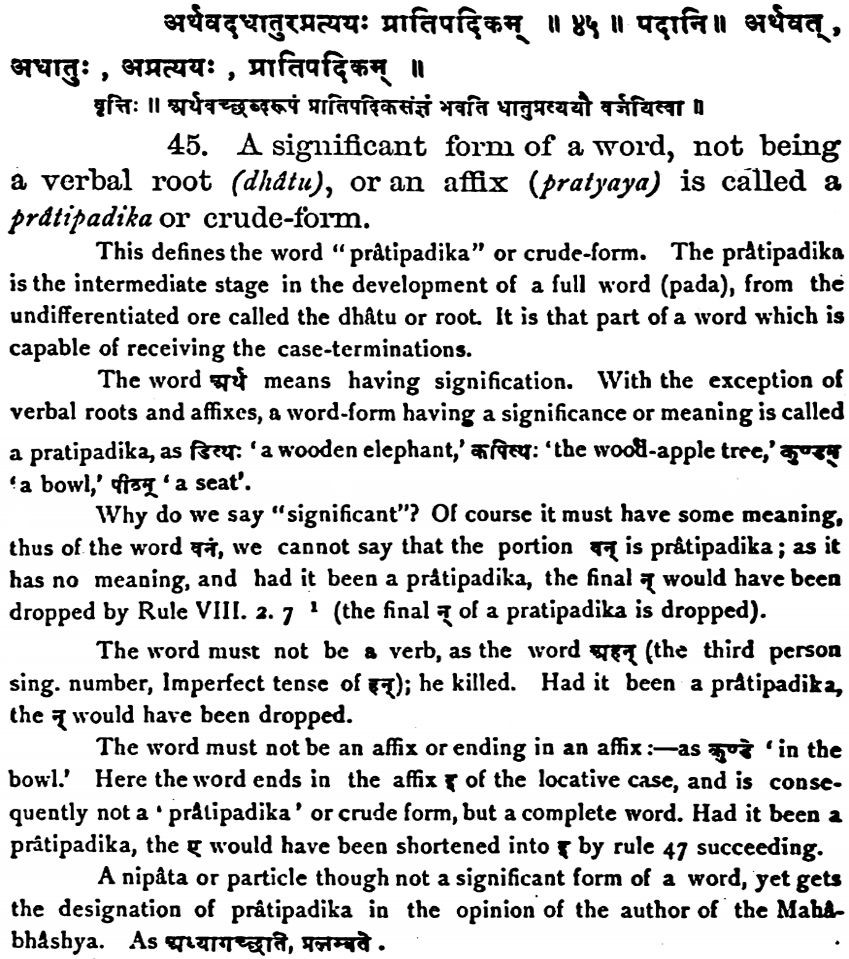 अर्थवदधातुरप्रत्ययः प्रातिपदिकम् ॥ ४५ ॥ पदानि ॥ अर्थवत् ,
अधातुः , अप्रत्ययः , प्रातिपदिकम् ॥
वृत्तिः ॥ अर्थवच्छब्दरूपं प्रातिपदिकसंज्ञं भवति धातुप्रत्ययौ वर्जयित्वा ॥
45. A significant form of a word, not being
a verbal root (dhâtu), or an affix (pratyaya) is called a
prâtipadika or crude-form.
This defines the word “prâtipadika” or crude-form. The prâtipadika
is the intermediate stage in the development of a full word (pada), from the
undifferentiated ore called the dhâtu or root. It is that part of a word which is
capable of receiving the case-terminations.
The word अर्थ means having signification. With the exception of
verbal roots and affixes, a word-form having a significance or meaning is called
a pratipadika, as डित्थः ‘a wooden elephant,’ कपित्थः ‘the wood-apple tree,’ कुण्डम्
‘a bowl,’ पीठम् ‘a seat’.
Why do we say “significant”? Of course it must have some meaning,
thus of the word वनं, we cannot say that the portion वन् is prâtipadika; as it
has no meaning, and had it been a prâtipadika, the final न् would have been
dropped by Rule VIII. 2. 7 ¹ (the final न् of a pratipadika is dropped).
The word must not be a verb, as the word अहन् (the third person
sing. number, Imperfect tense of हन्); he killed. Had it been a prâtipadika,
the न् would have been dropped.
The word must not be an affix or ending in an affix:—as कुण्डे ‘in the
bowl.’ Here the word ends in the affix इ of the locative case, and is conse-
quently not a ‘prâtipadika’ or crude form, but a complete word. Had it been a
prâtipadika, the ए would have been shortened into इ by rule 47 succeeding.
A nipâta or particle though not a significant form of a word, yet gets
the designation of prâtipadika in the opinion of the author of the Mahâ-
bhâshya. As अध्यागच्छति, प्रलम्बते .